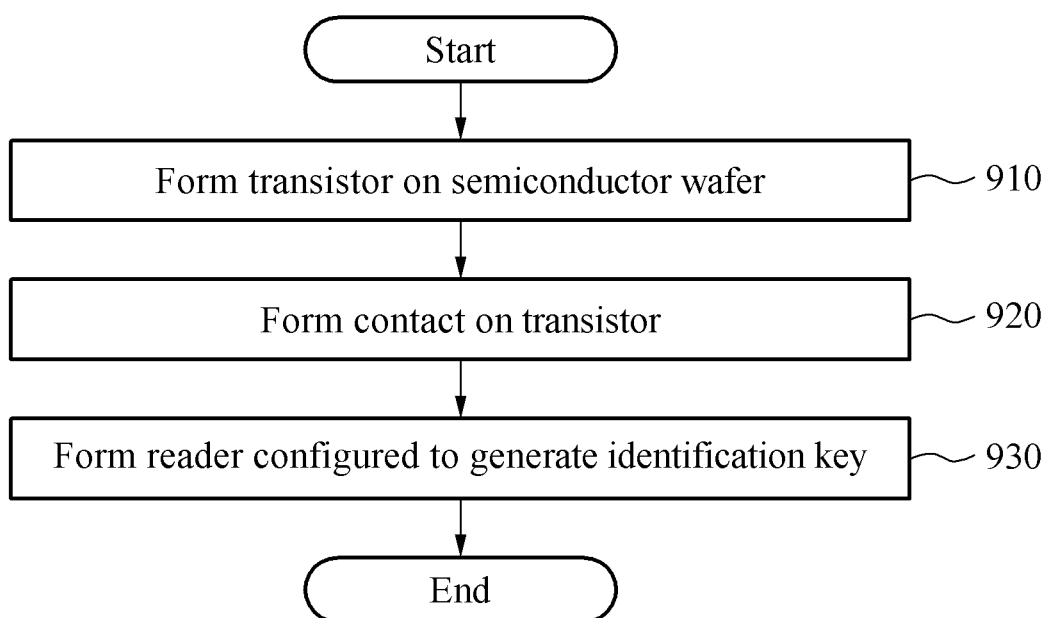 Start
Form transistor on semiconductor wafer
910
Form contact on transistor
920
Form reader configured to generate identification key
930
End